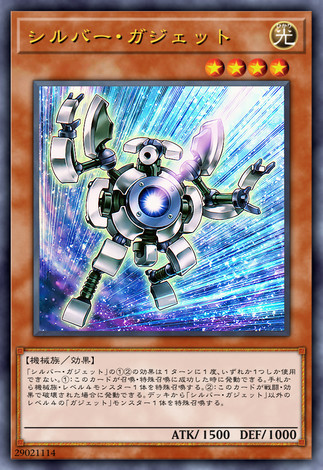 シルバー・ガジェット
光
【機械族／効果】
「シルバー・ガジェット」の①②の効果は１ターンに１度、いずれか１つしか使用
できない。①：このカードが召喚・特殊召喚に成功した時に発動できる。手札か
ら機械族・レベル４モンスター１体を特殊召喚する。②：このカードが戦闘・効
果で破壊された場合に発動できる。デッキから「シルバー・ガジェット」以外の
レベル４の「ガジェット」モンスター１体を特殊召喚する。
ATK/1500 DEF/1000
29021114